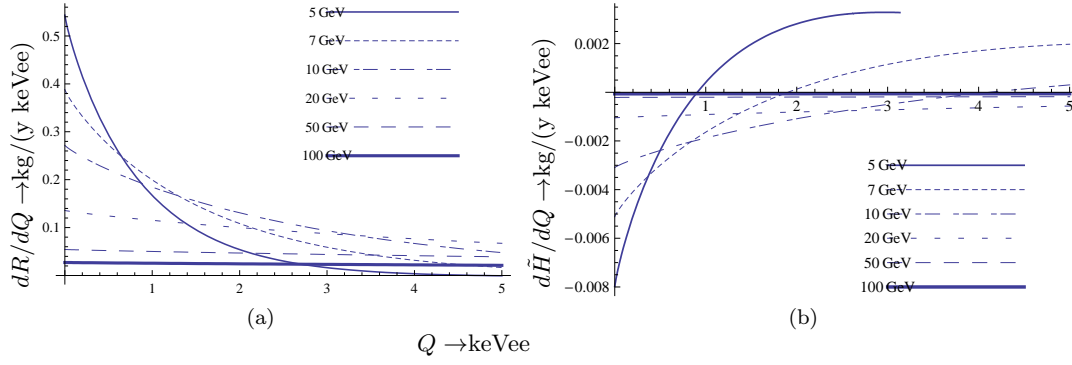 dR/dQ →kg/(y keVee)
0.5
0.4
0.3
0.2
0.1
1
2
3
4
5
5 GeV
7 GeV
10 GeV
20 GeV
50 GeV
100 GeV
(a)
dH̃/dQ →kg/(y keVee)
0.002
−0.002
−0.004
−0.006
−0.008
1
2
3
4
5
5 GeV
7 GeV
10 GeV
20 GeV
50 GeV
100 GeV
(b)
Q →keVee